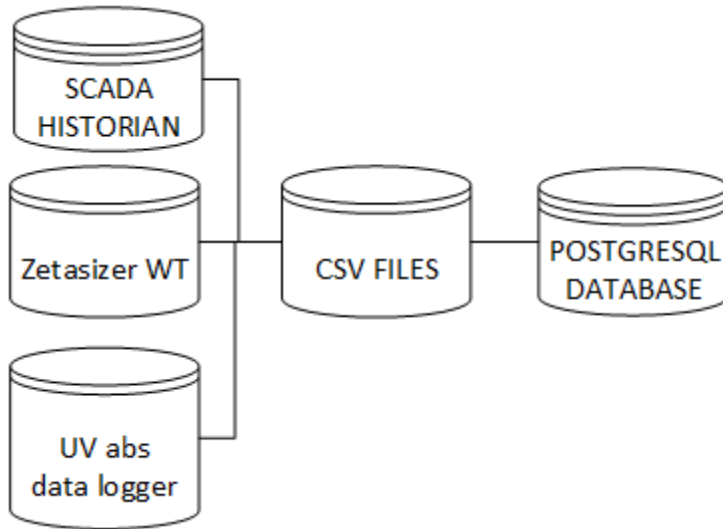 SCADA
HISTORIAN
Zetasizer WT
CSV FILES
POSTGRESQL
DATABASE
UV abs
data logger